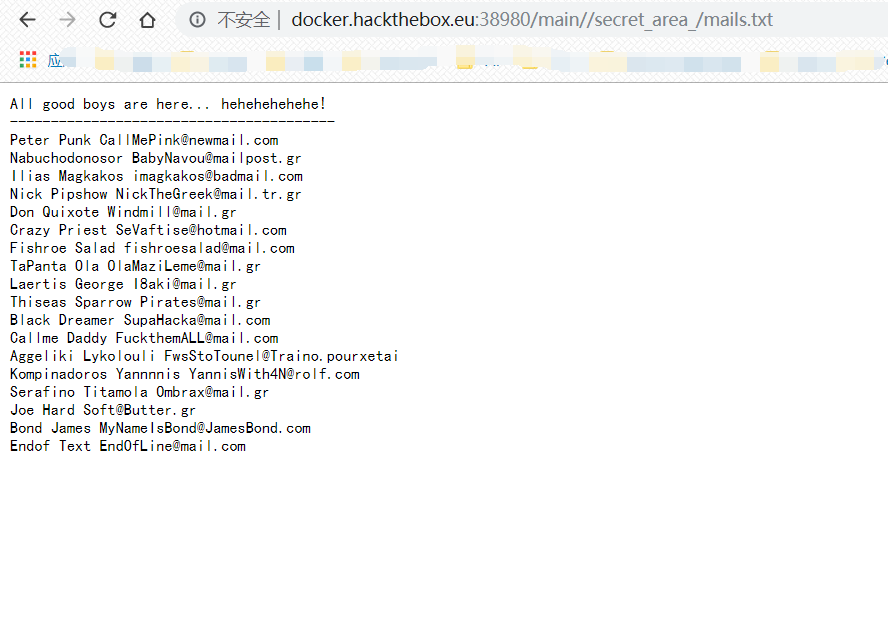 不安全 | docker.hackthebox.eu:38980/main//secret_area_/mails.txt
应
All good boys are here... hehehehehehe!
----------------------------------------
Peter Punk CallMePink@newmail.com
Nabuchodonosor BabyNavou@mailpost.gr
Ilias Magkakos imagkakos@badmail.com
Nick Pipshow NickTheGreek@mail.tr.gr
Don Quixote Windmill@mail.gr
Crazy Priest SeVaftise@hotmail.com
Fishroe Salad fishroesalad@mail.com
TaPanta Ola OlaMaziLeme@mail.gr
Laertis George I8aki@mail.gr
Thiseas Sparrow Pirates@mail.gr
Black Dreamer SupaHacka@mail.com
Callme Daddy FuckthemALL@mail.com
Aggeliki Lykolouli FwsStoTounel@Traino.pourxetai
Kompinadoros Yannnnis YannisWith4N@rolf.com
Serafino Titamola Ombrax@mail.gr
Joe Hard Soft@Butter.gr
Bond James MyNameIsBond@JamesBond.com
Endof Text EndOfLine@mail.com